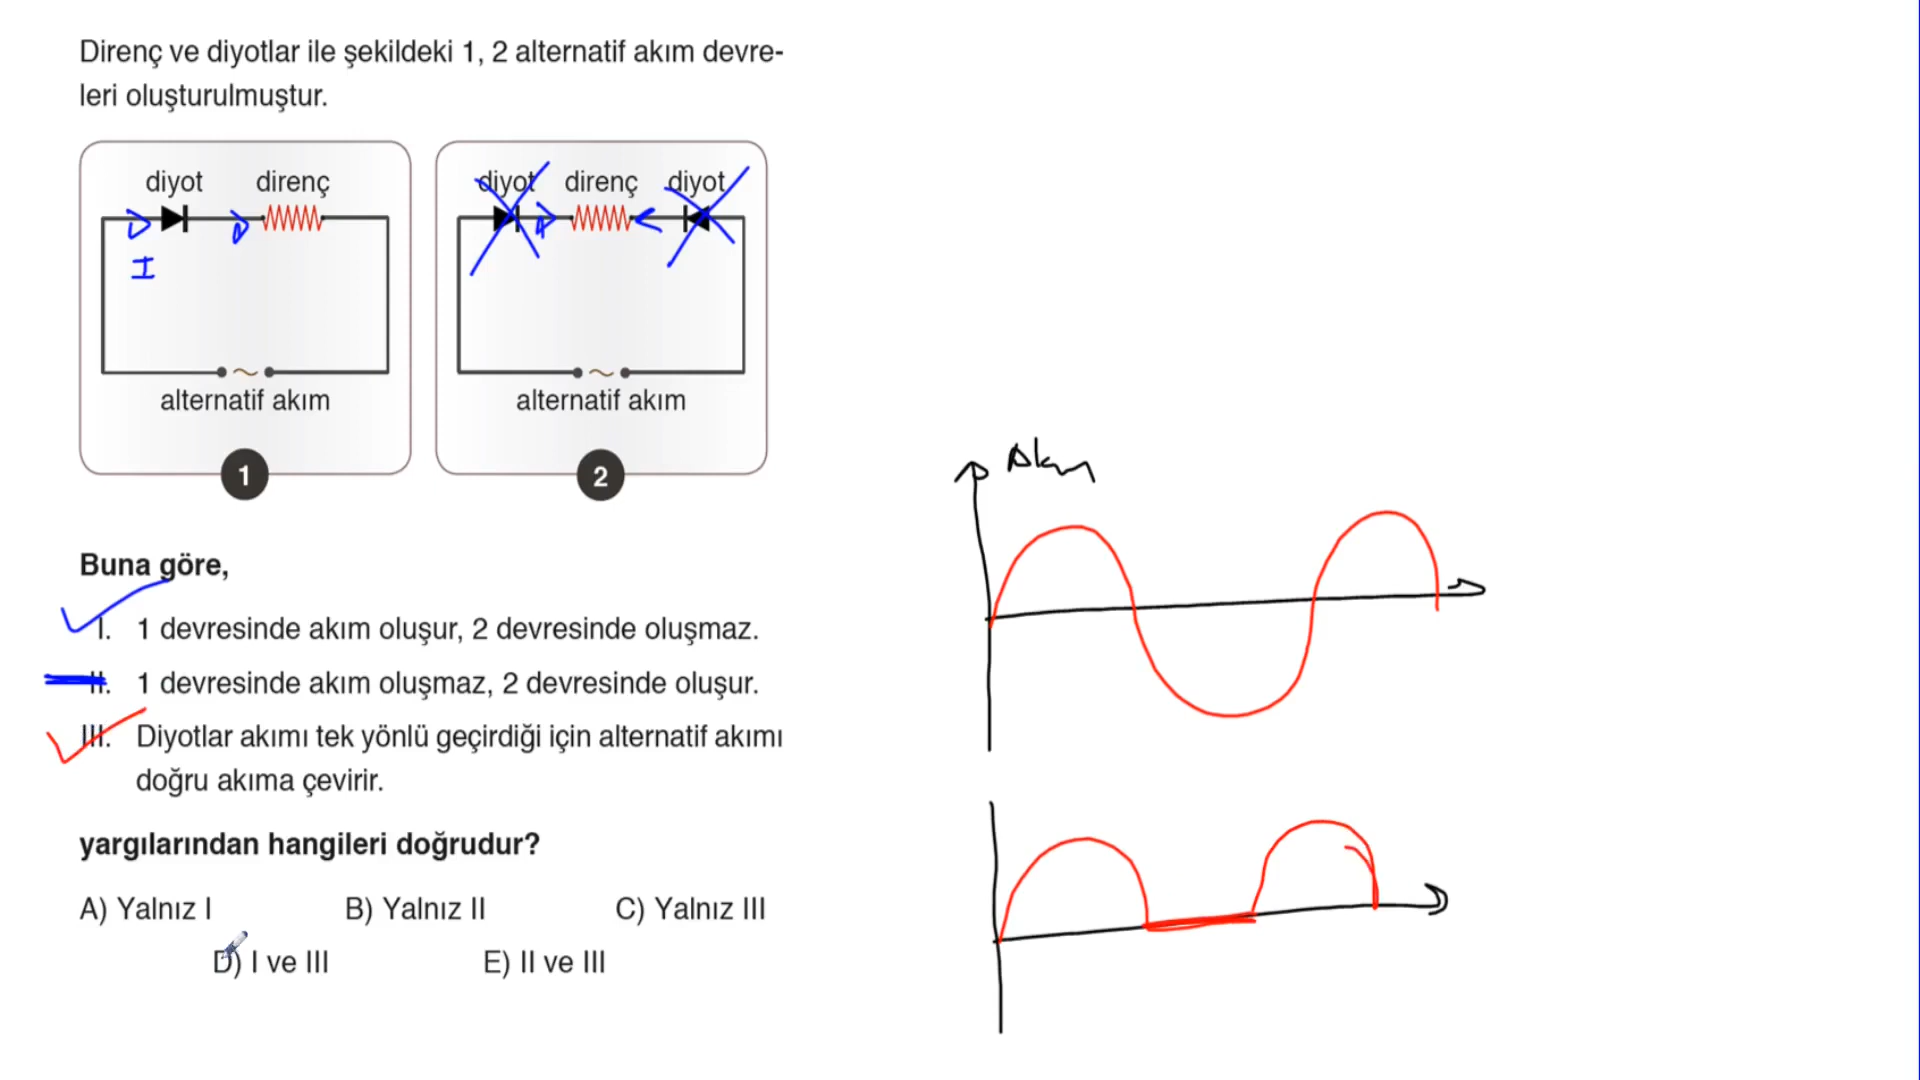 Direnç ve diyotlar ile şekildeki 1, 2 alternatif akım devre-
leri oluşturulmuştur.
diyot direnç
I
alternatif akım
1
diyot direnç diyot
alternatif akım
2
Akım
Buna göre,
I. 1 devresinde akım oluşur, 2 devresinde oluşmaz.
II. 1 devresinde akım oluşmaz, 2 devresinde oluşur.
III. Diyotlar akımı tek yönlü geçirdiği için alternatif akımı
doğru akıma çevirir.
yargılarından hangileri doğrudur?
A) Yalnız I B) Yalnız II C) Yalnız III
D) I ve III E) II ve III